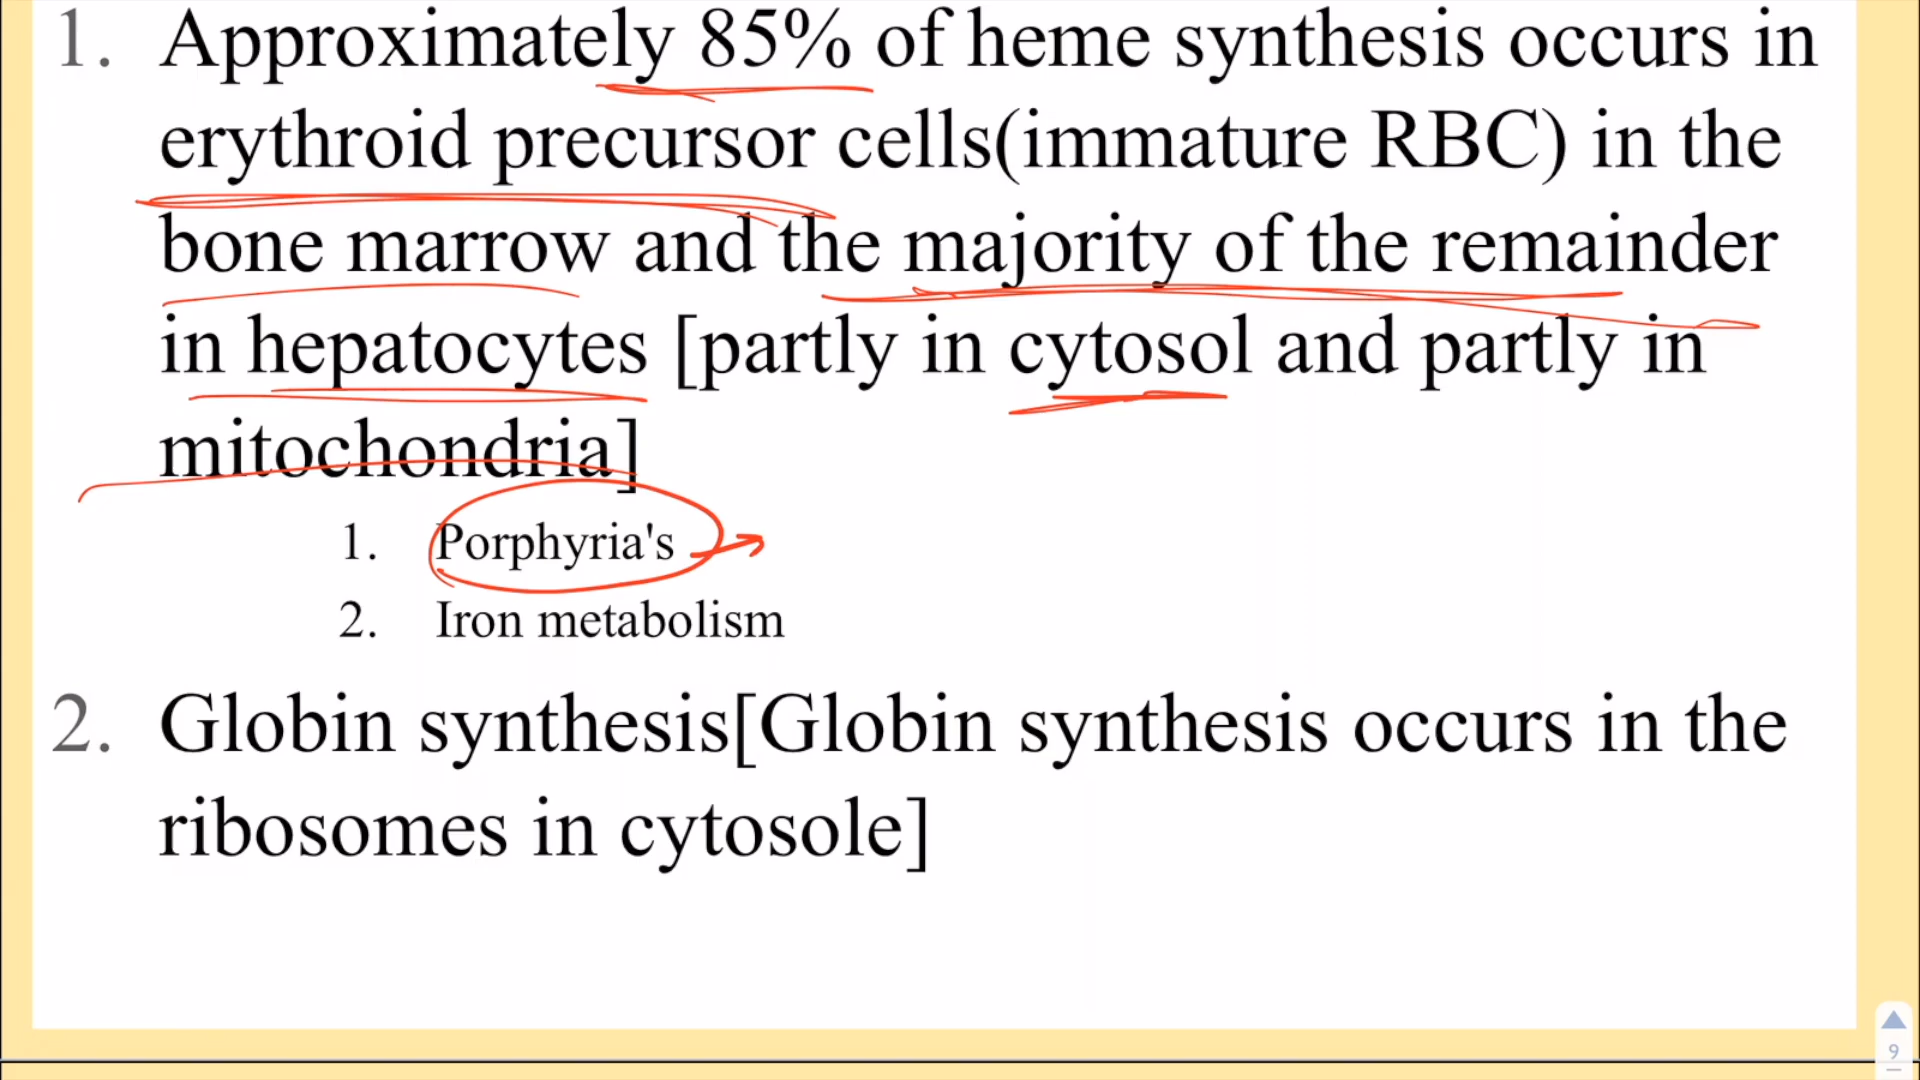 1. Approximately 85% of heme synthesis occurs in
erythroid precursor cells(immature RBC) in the
bone marrow and the majority of the remainder
in hepatocytes [partly in cytosol and partly in
mitochondria]
1. Porphyria's
2. Iron metabolism
2. Globin synthesis[Globin synthesis occurs in the
ribosomes in cytosole]
9